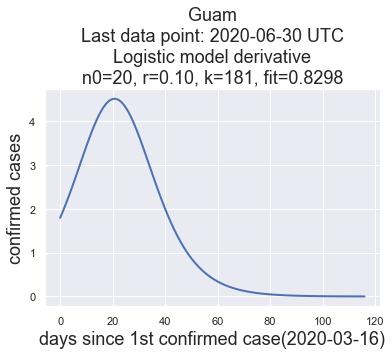 Guam
Last data point: 2020-06-30 UTC
Logistic model derivative
n0=20, r=0.10, k=181, fit=0.8298
confirmed cases
4
3
2
1
0
0 20 40 60 80 100 120
days since 1st confirmed case(2020-03-16)